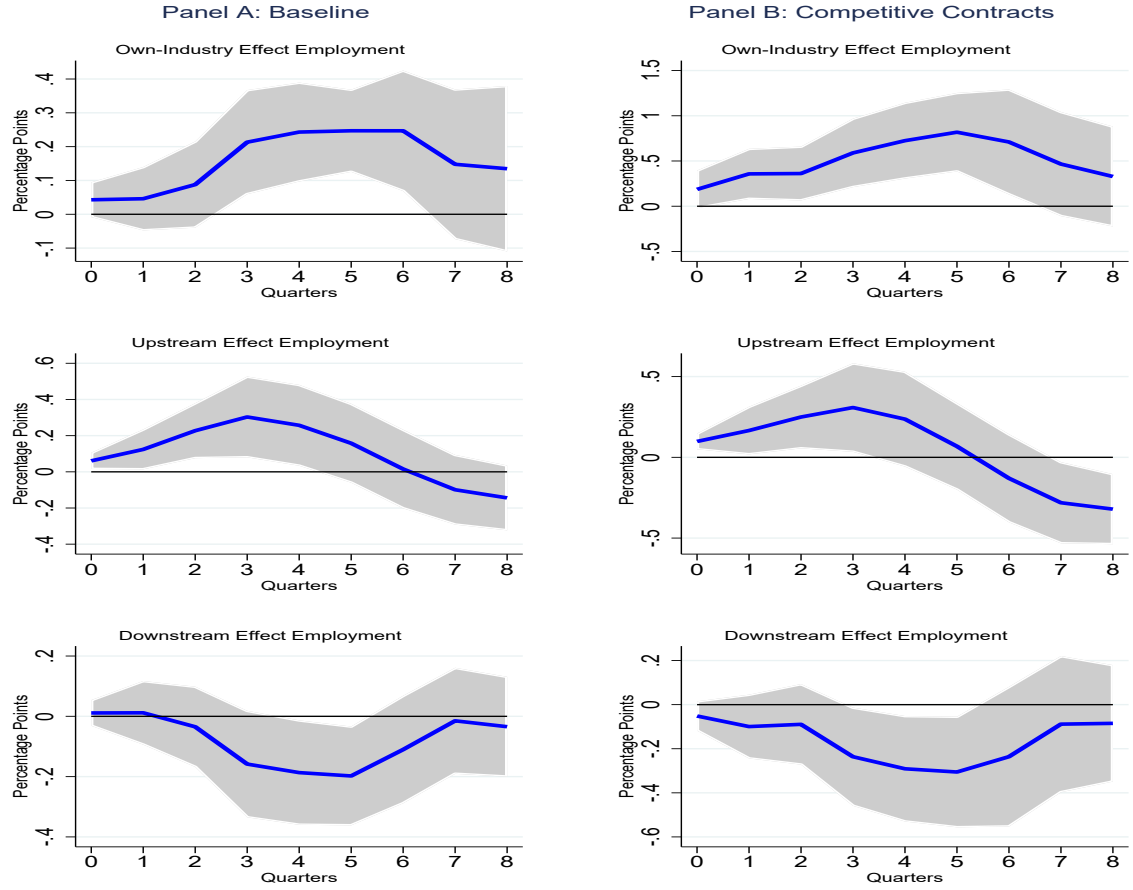 Panel A: Baseline
Panel B: Competitive Contracts
Own-Industry Effect Employment
Percentage Points
.4
.3
.2
.1
0
-.1
0 1 2 3 4 5 6 7 8
Quarters
Own-Industry Effect Employment
Percentage Points
1.5
1
.5
0
-.5
0 1 2 3 4 5 6 7 8
Quarters
Upstream Effect Employment
Percentage Points
.6
.4
.2
0
-.2
-.4
0 1 2 3 4 5 6 7 8
Quarters
Upstream Effect Employment
Percentage Points
.5
0
-.5
0 1 2 3 4 5 6 7 8
Quarters
Downstream Effect Employment
Percentage Points
.2
0
-.2
-.4
0 1 2 3 4 5 6 7 8
Quarters
Downstream Effect Employment
Percentage Points
.2
0
-.2
-.4
-.6
0 1 2 3 4 5 6 7 8
Quarters